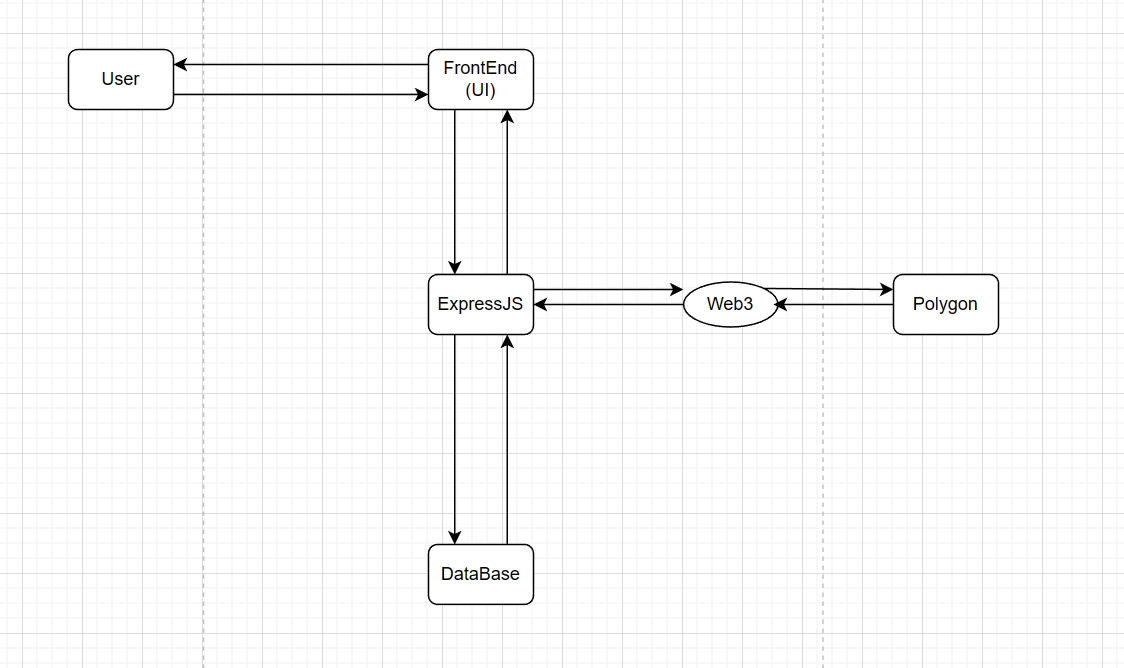 User
FrontEnd
(UI)
ExpressJS
Web3
Polygon
DataBase